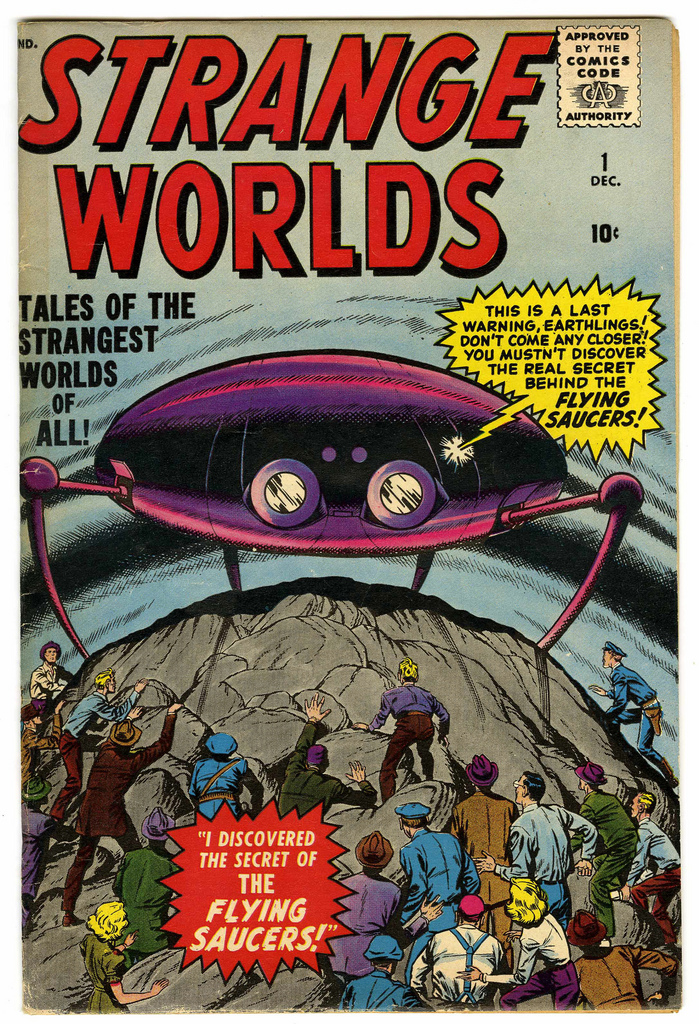 IND.
STRANGE
WORLDS
APPROVED
BY THE
COMICS
CODE
CA
AUTHORITY
1
DEC.
10¢
TALES OF THE
STRANGEST
WORLDS
OF
ALL!
THIS IS A LAST
WARNING, EARTHLINGS!
DON'T COME ANY CLOSER!
YOU MUSTN'T DISCOVER
THE REAL SECRET
BEHIND THE
FLYING
SAUCERS!
"I DISCOVERED
THE SECRET OF
THE
FLYING
SAUCERS!"